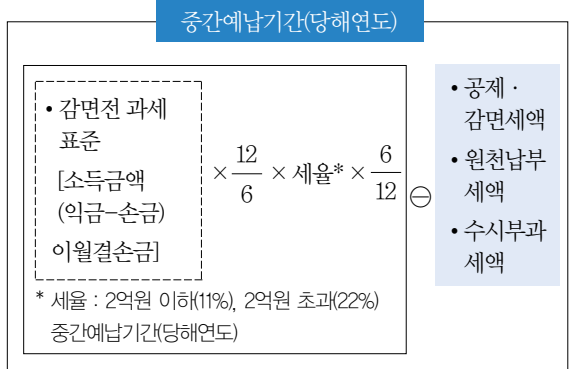 중간예납기간(당해연도)
• 감면전 과세
표준
[소득금액
(익금-손금)
이월결손금]
× 12/6 × 세율* × 6/12
⊖
• 공제 ·
감면세액
• 원천납부
세액
• 수시부과
세액
* 세율 : 2억원 이하(11%), 2억원 초과(22%)
중간예납기간(당해연도)